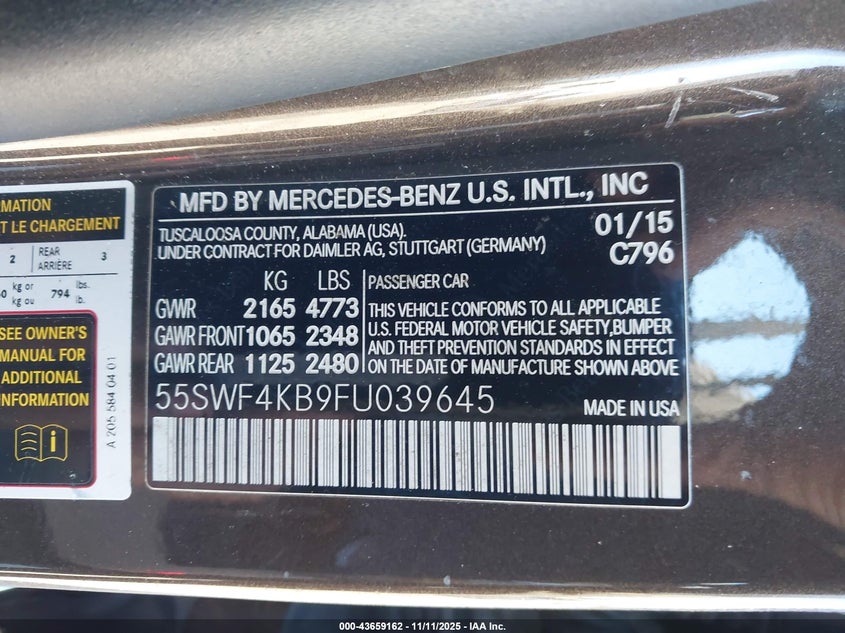 MATION
T LE CHARGEMENT
2 REAR ARRIÈRE 3
kg or kg ou 794 lbs. lb.
SEE OWNER'S
MANUAL FOR
ADDITIONAL
INFORMATION
A 205 584 04 01
MFD BY MERCEDES-BENZ U.S. INTL., INC
TUSCALOOSA COUNTY, ALABAMA (USA). 01/15
UNDER CONTRACT FOR DAIMLER AG, STUTTGART (GERMANY) C796
KG LBS PASSENGER CAR
GVWR 2165 4773
GAWR FRONT 1065 2348
GAWR REAR 1125 2480
THIS VEHICLE CONFORMS TO ALL APPLICABLE
U.S. FEDERAL MOTOR VEHICLE SAFETY,BUMPER
AND THEFT PREVENTION STANDARDS IN EFFECT
ON THE DATE OF MANUFACTURE SHOWN ABOVE
55SWF4KB9FU039645 MADE IN USA
000-43659162 - 11/11/2025 - IAA Inc.